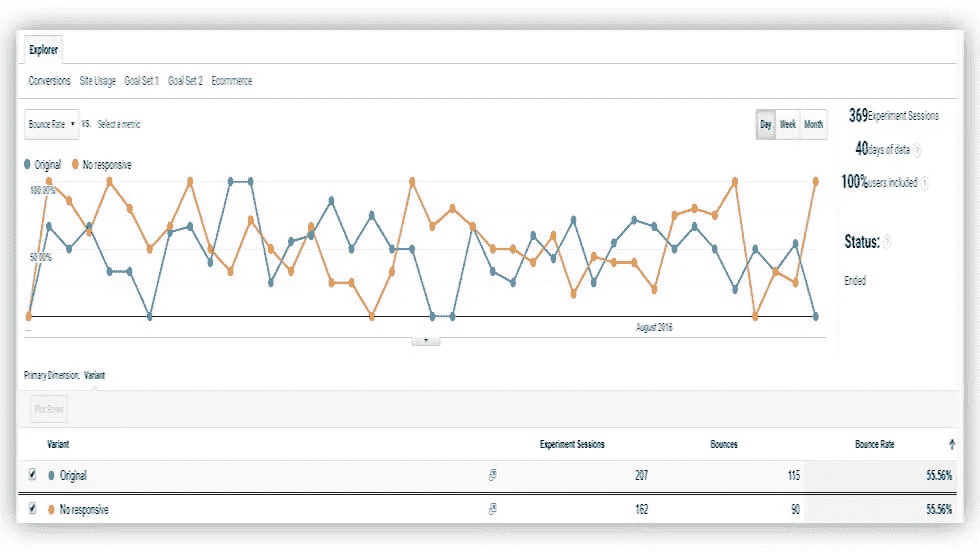 Explorer
Conversions Site Usage Goal Set 1 Goal Set 2 Ecommerce
Bounce Rate VS. Select a metric
Day Week Month
369 Experiment Sessions
40 days of data ?
100% users included ?
Status: ?
Ended
Original No responsive
100.00%
50.00%
...
August 2016
Primary Dimension: Variant
Plot Rows
Variant Experiment Sessions Bounces Bounce Rate
Original 207 115 55.56%
No responsive 162 90 55.56%